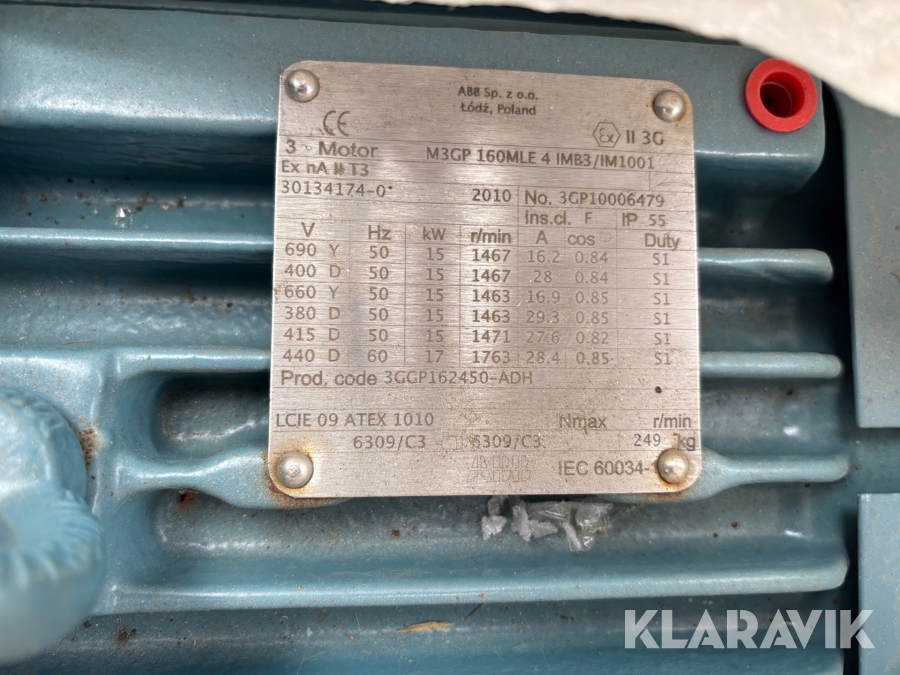 ABB Sp. z o.o.
Łódź, Poland
CE Ex II 3G
3 ~ Motor M3GP 160MLE 4 IMB3/IM1001
Ex nA II T3
30134174-0 2010 No. 3GP10006479
Ins.cl. F IP 55
V Hz kW r/min A cos Duty
690 Y 50 15 1467 16.2 0.84 S1
400 D 50 15 1467 28 0.84 S1
660 Y 50 15 1463 16.9 0.85 S1
380 D 50 15 1463 29.3 0.85 S1
415 D 50 15 1471 27.6 0.82 S1
440 D 60 17 1763 28.4 0.85 S1
Prod. code 3GGP162450-ADH
LCIE 09 ATEX 1010 Nmax r/min
6309/C3 6309/C3 249 kg
IEC 60034-
KLARAVIK